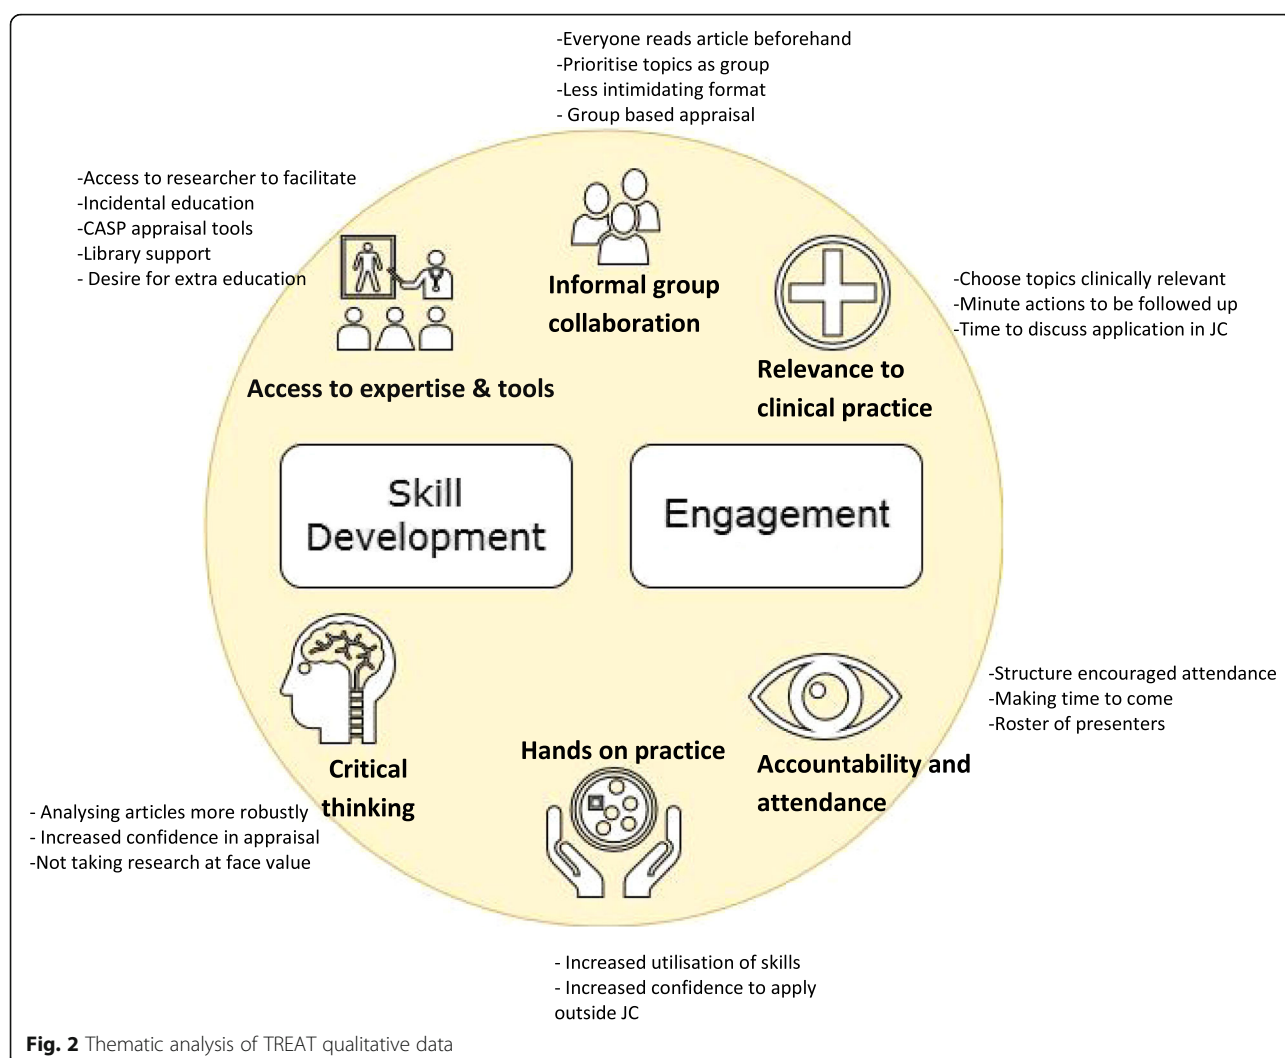 -Everyone reads article beforehand
-Prioritise topics as group
-Less intimidating format
- Group based appraisal
-Access to researcher to facilitate
-Incidental education
-CASP appraisal tools
-Library support
- Desire for extra education
Informal group
collaboration
-Choose topics clinically relevant
-Minute actions to be followed up
-Time to discuss application in JC
Access to expertise & tools
Relevance to
clinical practice
Skill
Development
Engagement
-Structure encouraged attendance
-Making time to come
-Roster of presenters
Critical
thinking
Hands on practice
Accountability and
attendance
- Analysing articles more robustly
- Increased confidence in appraisal
-Not taking research at face value
- Increased utilisation of skills
- Increased confidence to apply
outside JC
Fig. 2 Thematic analysis of TREAT qualitative data